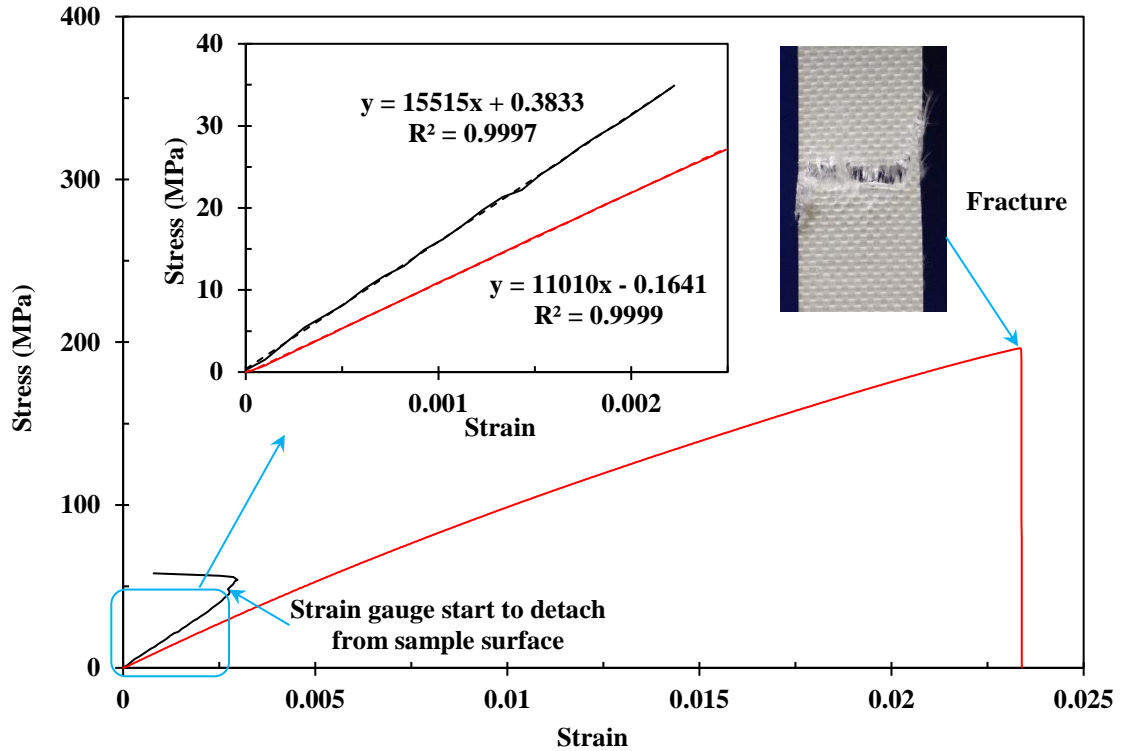 400
300
200
100
0
Stress (MPa)
0
0.005
0.01
0.015
0.02
0.025
Strain
40
30
20
10
0
Stress (MPa)
0
0.001
0.002
Strain
y = 15515x + 0.3833
R² = 0.9997
y = 11010x - 0.1641
R² = 0.9999
Fracture
Strain gauge start to detach
from sample surface